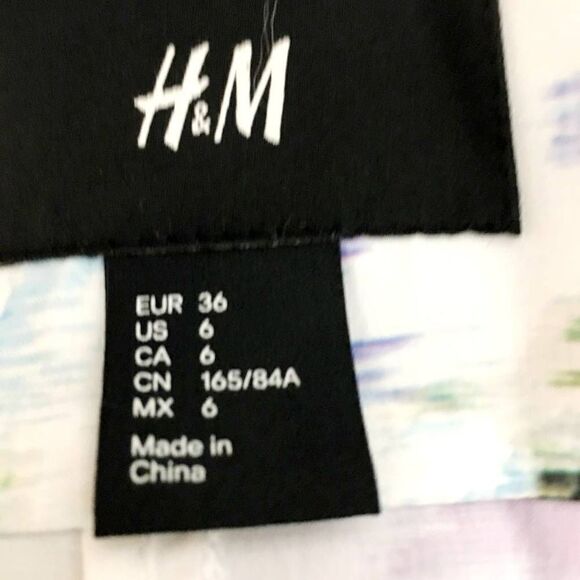 H&M
EUR 36
US 6
CA 6
CN 165/84A
MX 6
Made in
China